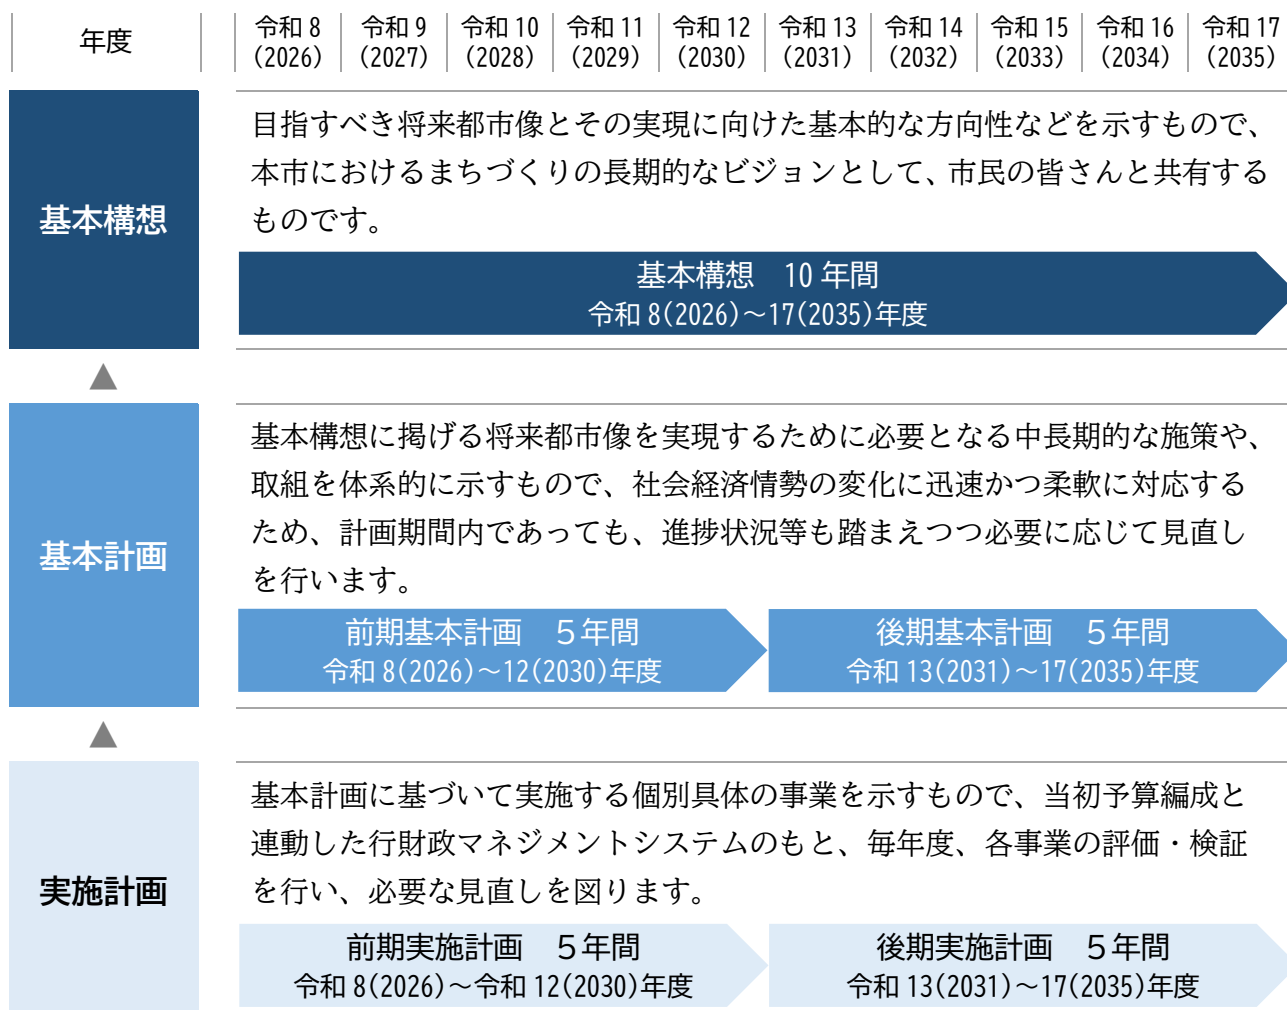 年度
令和 8 令和 9 令和 10 令和 11 令和 12 令和 13 令和 14 令和 15 令和 16 令和 17
(2026) (2027) (2028) (2029) (2030) (2031) (2032) (2033) (2034) (2035)
基本構想
目指すべき将来都市像とその実現に向けた基本的な方向性などを示すもので、
本市におけるまちづくりの長期的なビジョンとして、市民の皆さんと共有する
ものです。
基本構想　10 年間
令和 8(2026)～17(2035)年度
▲
基本計画
基本構想に掲げる将来都市像を実現するために必要となる中長期的な施策や、
取組を体系的に示すもので、社会経済情勢の変化に迅速かつ柔軟に対応する
ため、計画期間内であっても、進捗状況等も踏まえつつ必要に応じて見直し
を行います。
前期基本計画　５年間
令和 8(2026)～12(2030)年度
後期基本計画　５年間
令和 13(2031)～17(2035)年度
▲
実施計画
基本計画に基づいて実施する個別具体の事業を示すもので、当初予算編成と
連動した行財政マネジメントシステムのもと、毎年度、各事業の評価・検証
を行い、必要な見直しを図ります。
前期実施計画　５年間
令和 8(2026)～令和 12(2030)年度
後期実施計画　５年間
令和 13(2031)～17(2035)年度